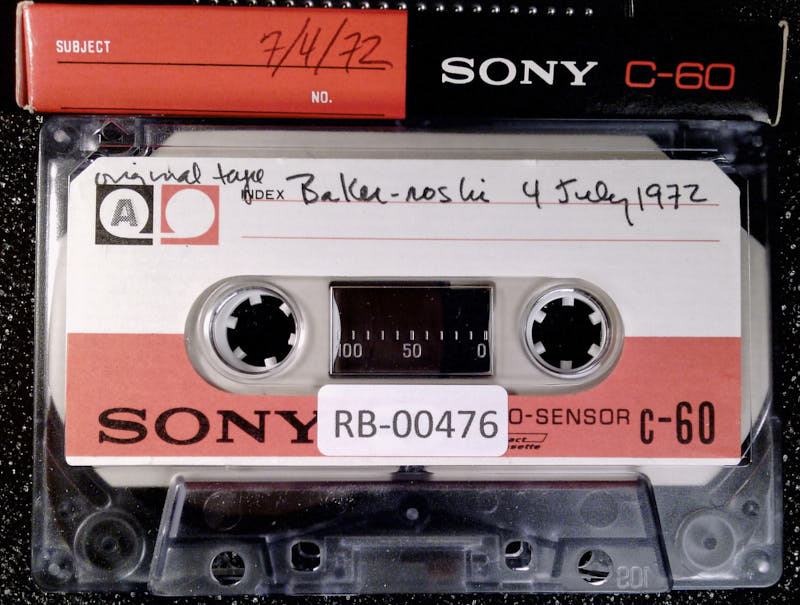 SUBJECT 7/4/72
NO.
SONY C-60
original tape
A INDEX Baker-roshi 4 July 1972
100 50 0
SONY O-SENSOR C-60
RB-00476